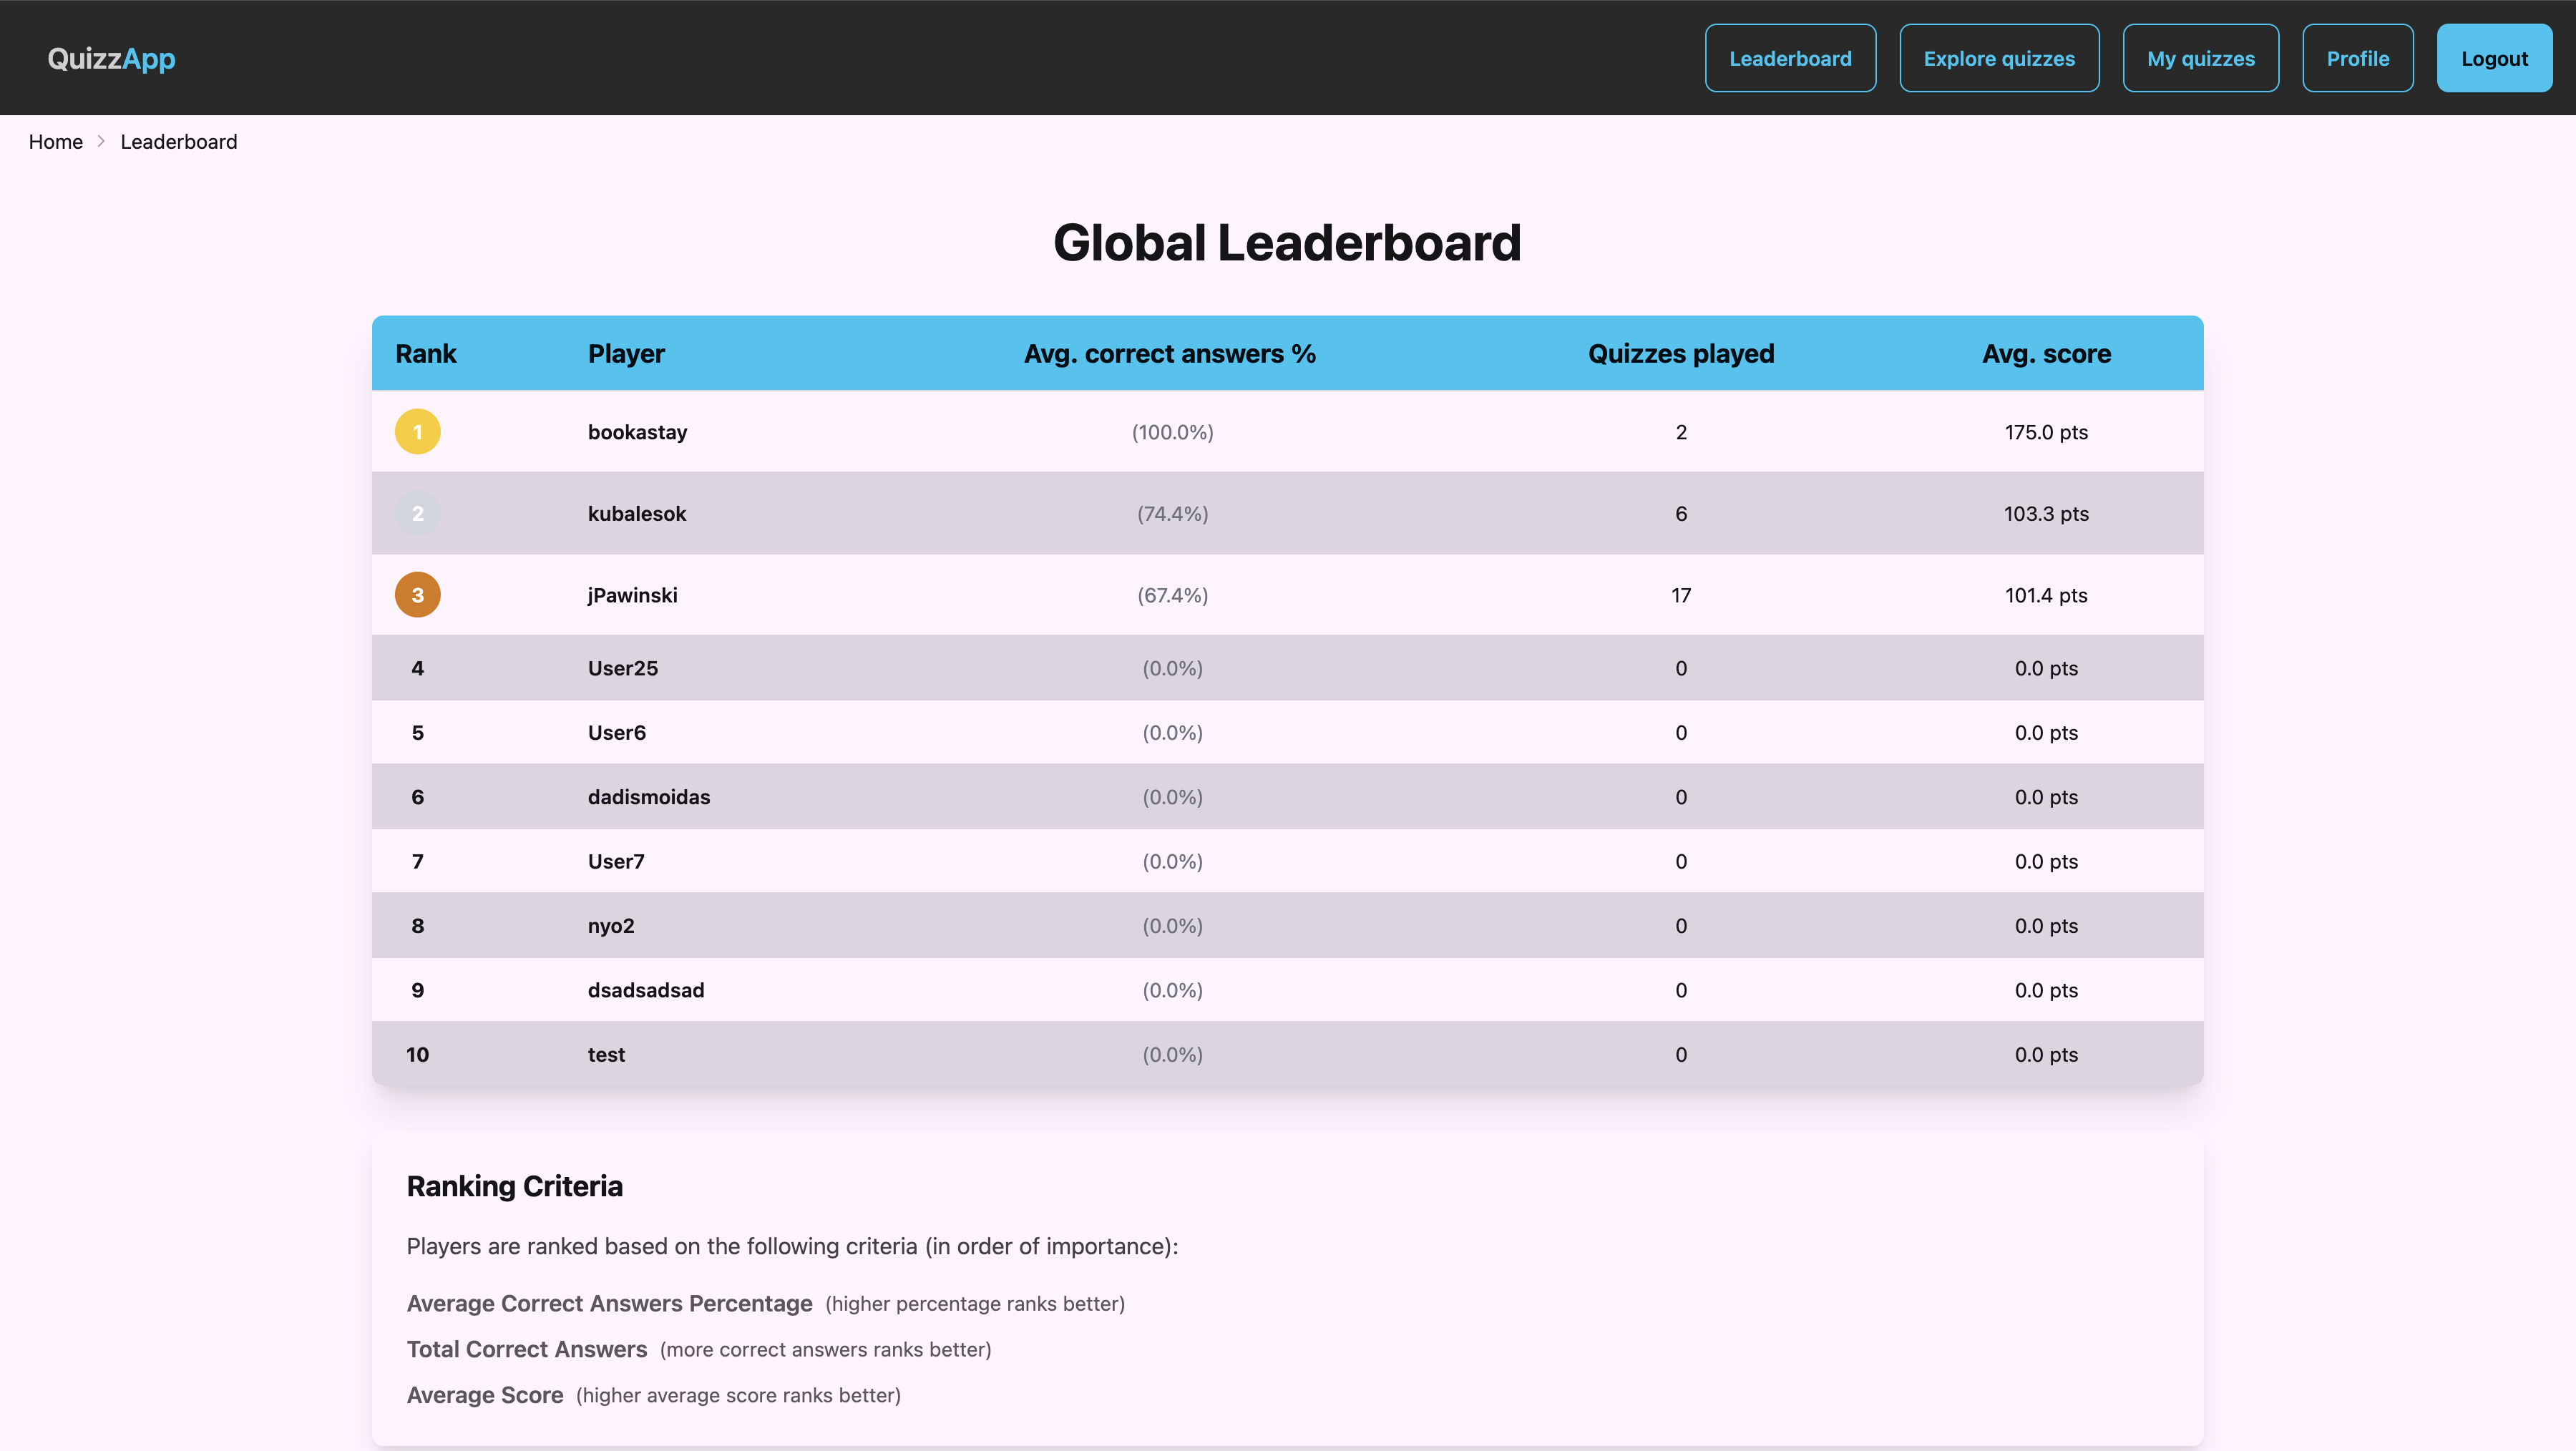 QuizzApp
Leaderboard
Explore quizzes
My quizzes
Profile
Logout
Home > Leaderboard
Global Leaderboard
Rank Player Avg. correct answers % Quizzes played Avg. score
1 bookastay (100.0%) 2 175.0 pts
2 kubalesok (74.4%) 6 103.3 pts
3 jPawinski (67.4%) 17 101.4 pts
4 User25 (0.0%) 0 0.0 pts
5 User6 (0.0%) 0 0.0 pts
6 dadismoidas (0.0%) 0 0.0 pts
7 User7 (0.0%) 0 0.0 pts
8 nyo2 (0.0%) 0 0.0 pts
9 dsadsadsad (0.0%) 0 0.0 pts
10 test (0.0%) 0 0.0 pts
Ranking Criteria
Players are ranked based on the following criteria (in order of importance):
Average Correct Answers Percentage (higher percentage ranks better)
Total Correct Answers (more correct answers ranks better)
Average Score (higher average score ranks better)